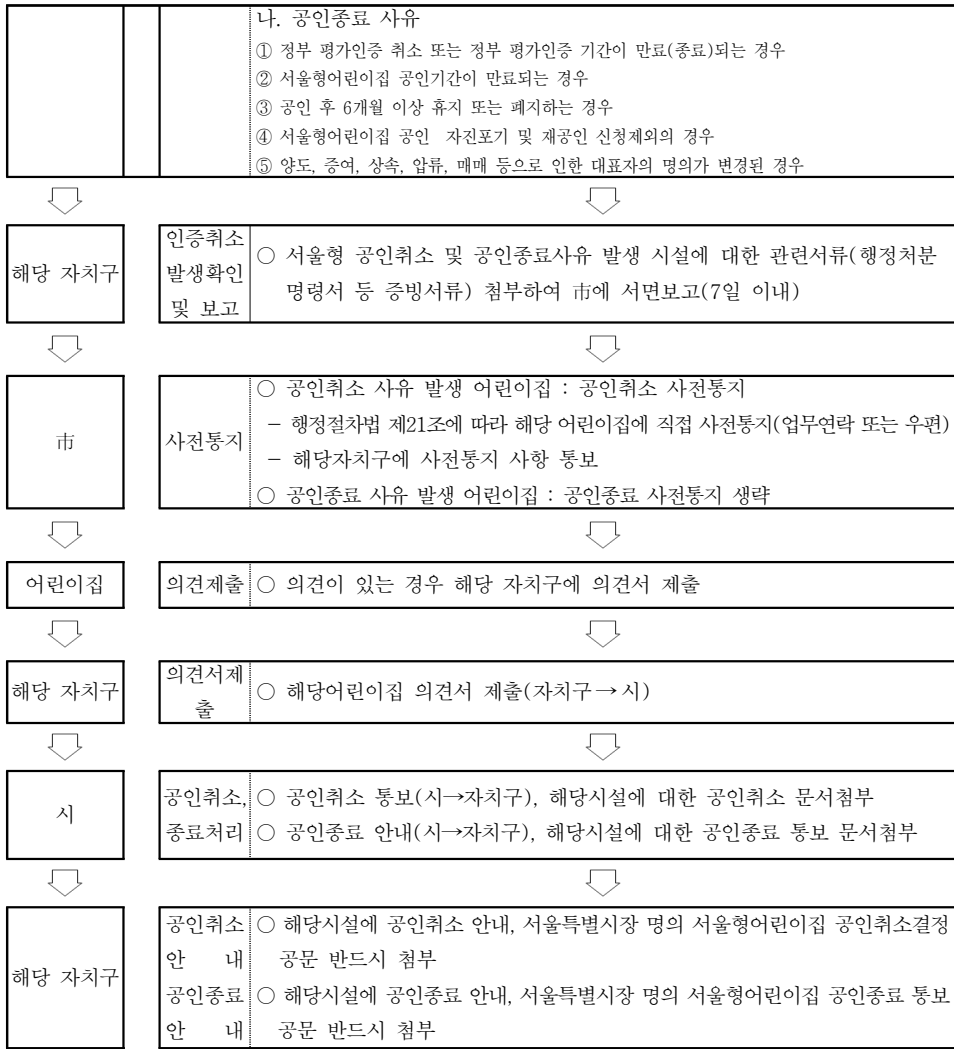 나. 공인종료 사유
① 정부 평가인증 취소 또는 정부 평가인증 기간이 만료(종료)되는 경우
② 서울형어린이집 공인기간이 만료되는 경우
③ 공인 후 6개월 이상 휴지 또는 폐지하는 경우
④ 서울형어린이집 공인 자진포기 및 재공인 신청제외의 경우
⑤ 양도, 증여, 상속, 압류, 매매 등으로 인한 대표자의 명의가 변경된 경우
해당 자치구
인증취소
발생확인
및 보고
○ 서울형 공인취소 및 공인종료사유 발생 시설에 대한 관련서류(행정처분
명령서 등 증빙서류) 첨부하여 市에 서면보고(7일 이내)
市
사전통지
○ 공인취소 사유 발생 어린이집 : 공인취소 사전통지
- 행정절차법 제21조에 따라 해당 어린이집에 직접 사전통지(업무연락 또는 우편)
- 해당자치구에 사전통지 사항 통보
○ 공인종료 사유 발생 어린이집 : 공인종료 사전통지 생략
어린이집
의견제출
○ 의견이 있는 경우 해당 자치구에 의견서 제출
해당 자치구
의견서제
출
○ 해당어린이집 의견서 제출(자치구→시)
시
공인취소,
종료처리
○ 공인취소 통보(시→자치구), 해당시설에 대한 공인취소 문서첨부
○ 공인종료 안내(시→자치구), 해당시설에 대한 공인종료 통보 문서첨부
해당 자치구
공인취소
안 내
○ 해당시설에 공인취소 안내, 서울특별시장 명의 서울형어린이집 공인취소결정
공문 반드시 첨부
공인종료
안 내
○ 해당시설에 공인종료 안내, 서울특별시장 명의 서울형어린이집 공인종료 통보
공문 반드시 첨부